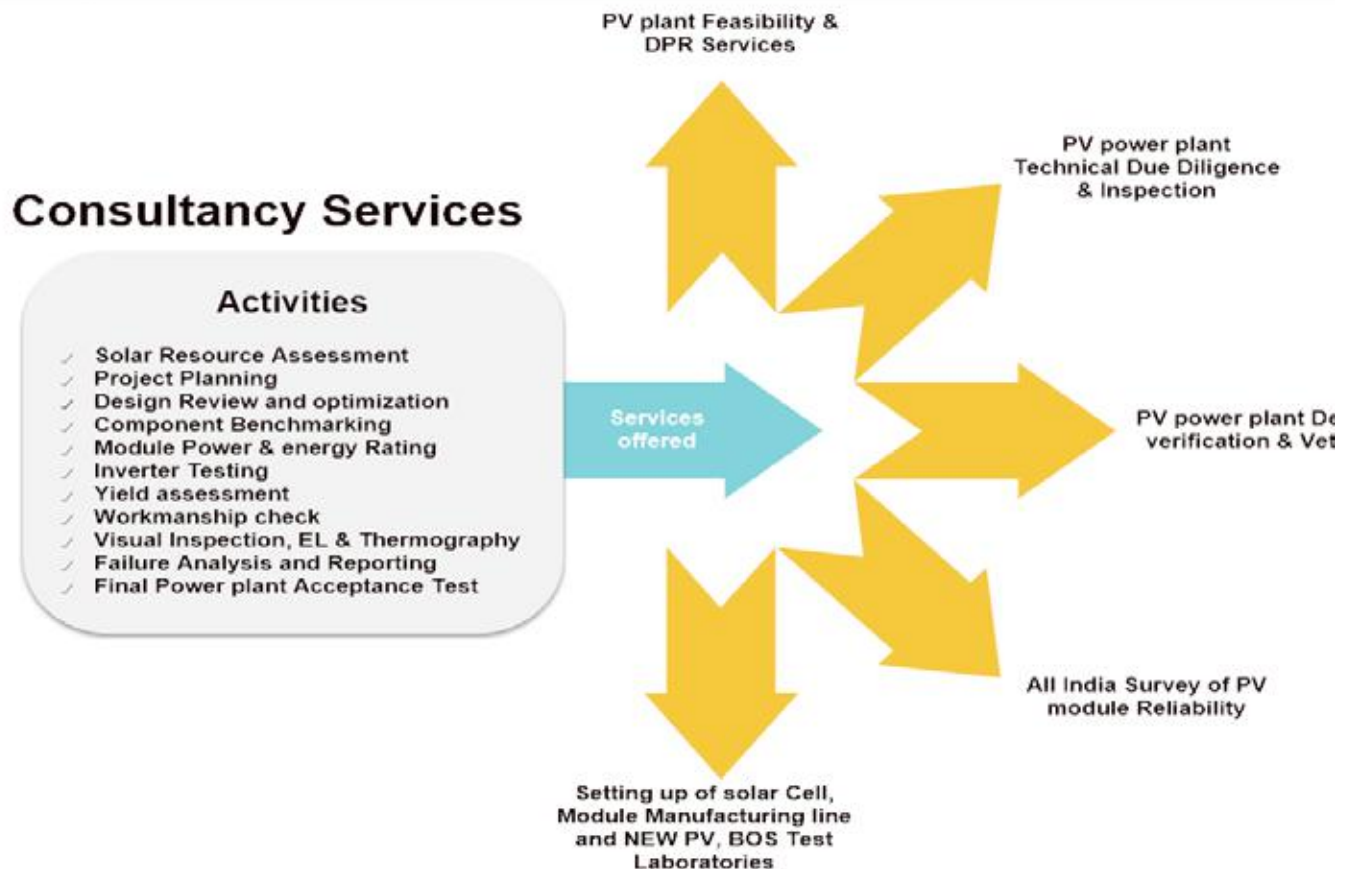 PV plant Feasibility &
DPR Services
PV power plant
Technical Due Diligence
& Inspection
Consultancy Services
Activities
Solar Resource Assessment
Project Planning
Design Review and optimization
Component Benchmarking
Module Power & energy Rating
Inverter Testing
Yield assessment
Workmanship check
Visual Inspection, EL & Thermography
Failure Analysis and Reporting
Final Power plant Acceptance Test
Services
offered
PV power plant De
verification & Vet
All India Survey of PV
module Reliability
Setting up of solar Cell,
Module Manufacturing line
and NEW PV, BOS Test
Laboratories